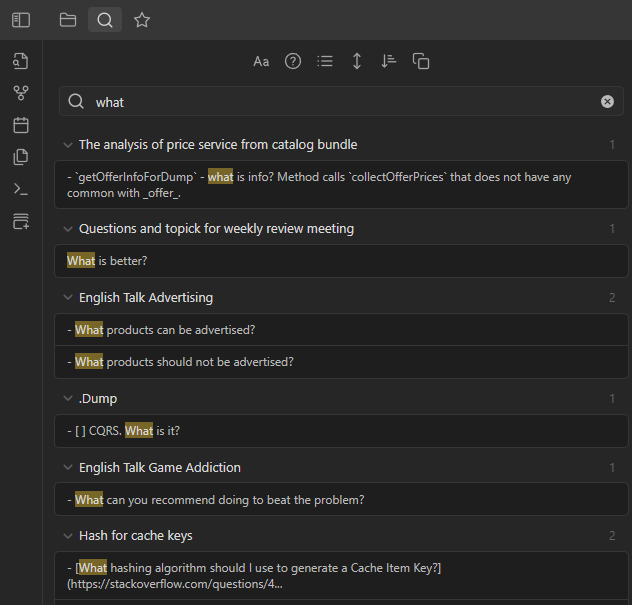 Aa
what
The analysis of price service from catalog bundle 1
- `getOfferInfoForDump` - what is info? Method calls `collectOfferPrices` that does not have any
common with _offer_.
Questions and topick for weekly review meeting 1
What is better?
English Talk Advertising 2
- What products can be advertised?
- What products should not be advertised?
.Dump 1
- [ ] CQRS. What is it?
English Talk Game Addiction 1
- What can you recommend doing to beat the problem?
Hash for cache keys 2
- [What hashing algorithm should I use to generate a Cache Item Key?]
(https://stackoverflow.com/questions/4...